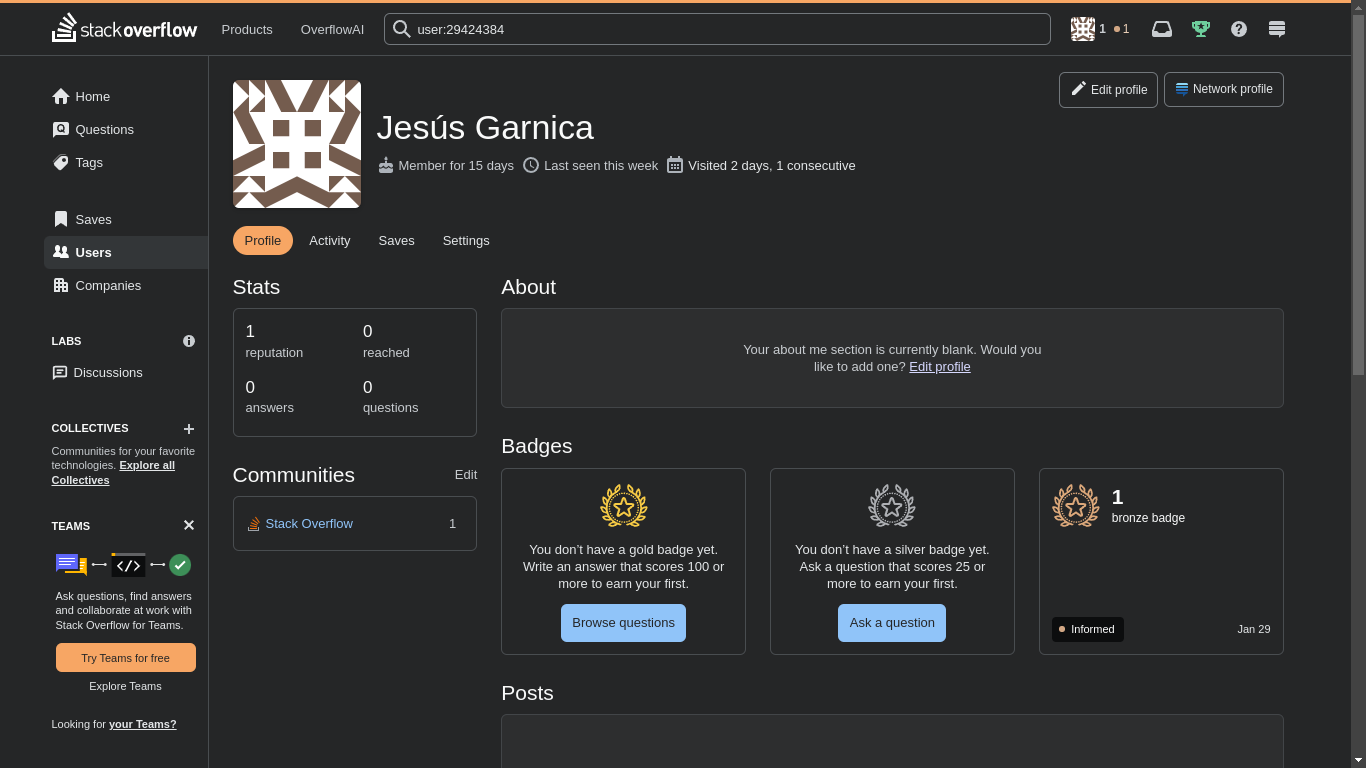 stackoverflow
Products
OverflowAI
user:29424384
1
1
Home
Questions
Tags
Saves
Users
Companies
LABS
Discussions
COLLECTIVES
Communities for your favorite
technologies. Explore all
Collectives
TEAMS
Ask questions, find answers
and collaborate at work with
Stack Overflow for Teams.
Try Teams for free
Explore Teams
Looking for your Teams?
Edit profile
Network profile
Jesús Garnica
Member for 15 days
Last seen this week
Visited 2 days, 1 consecutive
Profile
Activity
Saves
Settings
Stats
1
reputation
0
reached
0
answers
0
questions
Communities
Edit
Stack Overflow
1
About
Your about me section is currently blank. Would you
like to add one? Edit profile
Badges
You don’t have a gold badge yet.
Write an answer that scores 100 or
more to earn your first.
Browse questions
You don’t have a silver badge yet.
Ask a question that scores 25 or
more to earn your first.
Ask a question
1
bronze badge
Informed
Jan 29
Posts